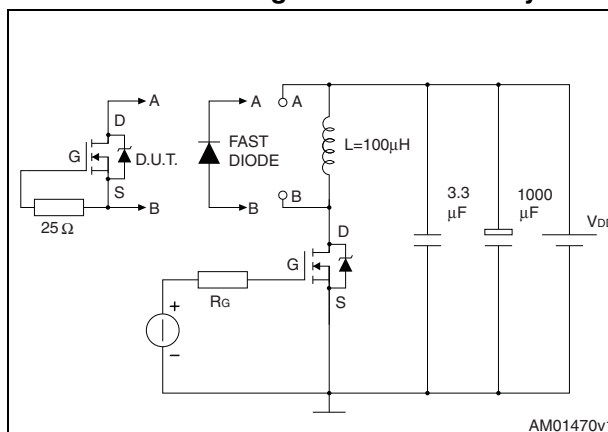 A
D
G
D.U.T.
S
B
25 Ω
A
FAST
DIODE
B
A
L=100µH
B
D
G
S
RG
+
–
3.3
µF
1000
µF
AM01470v1